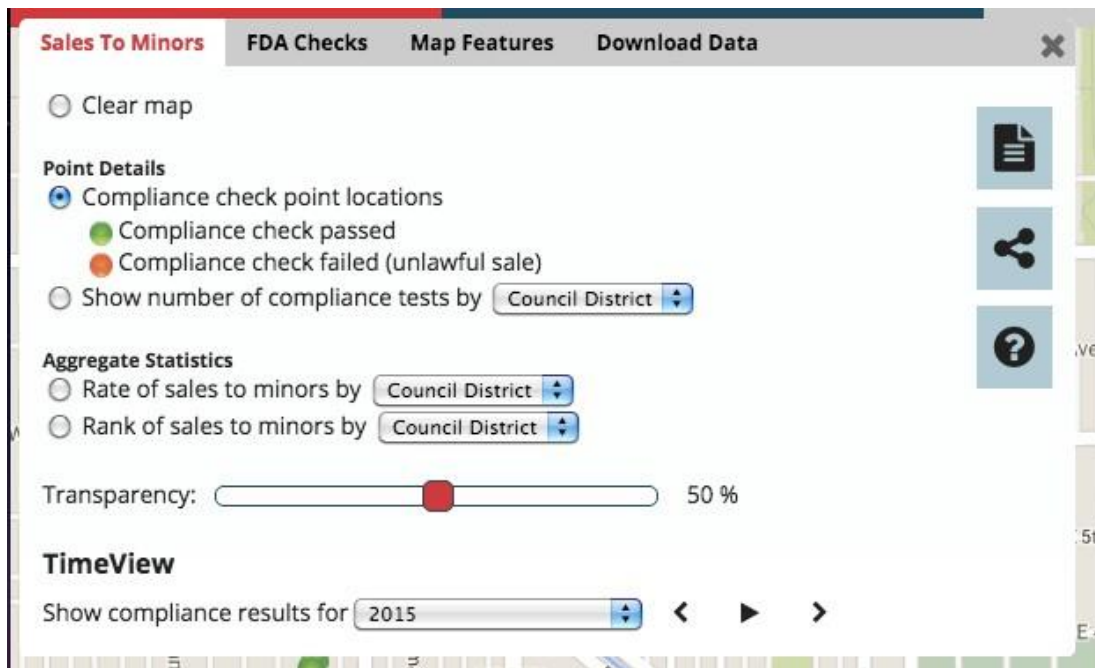 Sales To Minors FDA Checks Map Features Download Data
Clear map
Point Details
Compliance check point locations
Compliance check passed
Compliance check failed (unlawful sale)
Show number of compliance tests by Council District
Aggregate Statistics
Rate of sales to minors by Council District
Rank of sales to minors by Council District
Transparency: 50 %
TimeView
Show compliance results for 2015